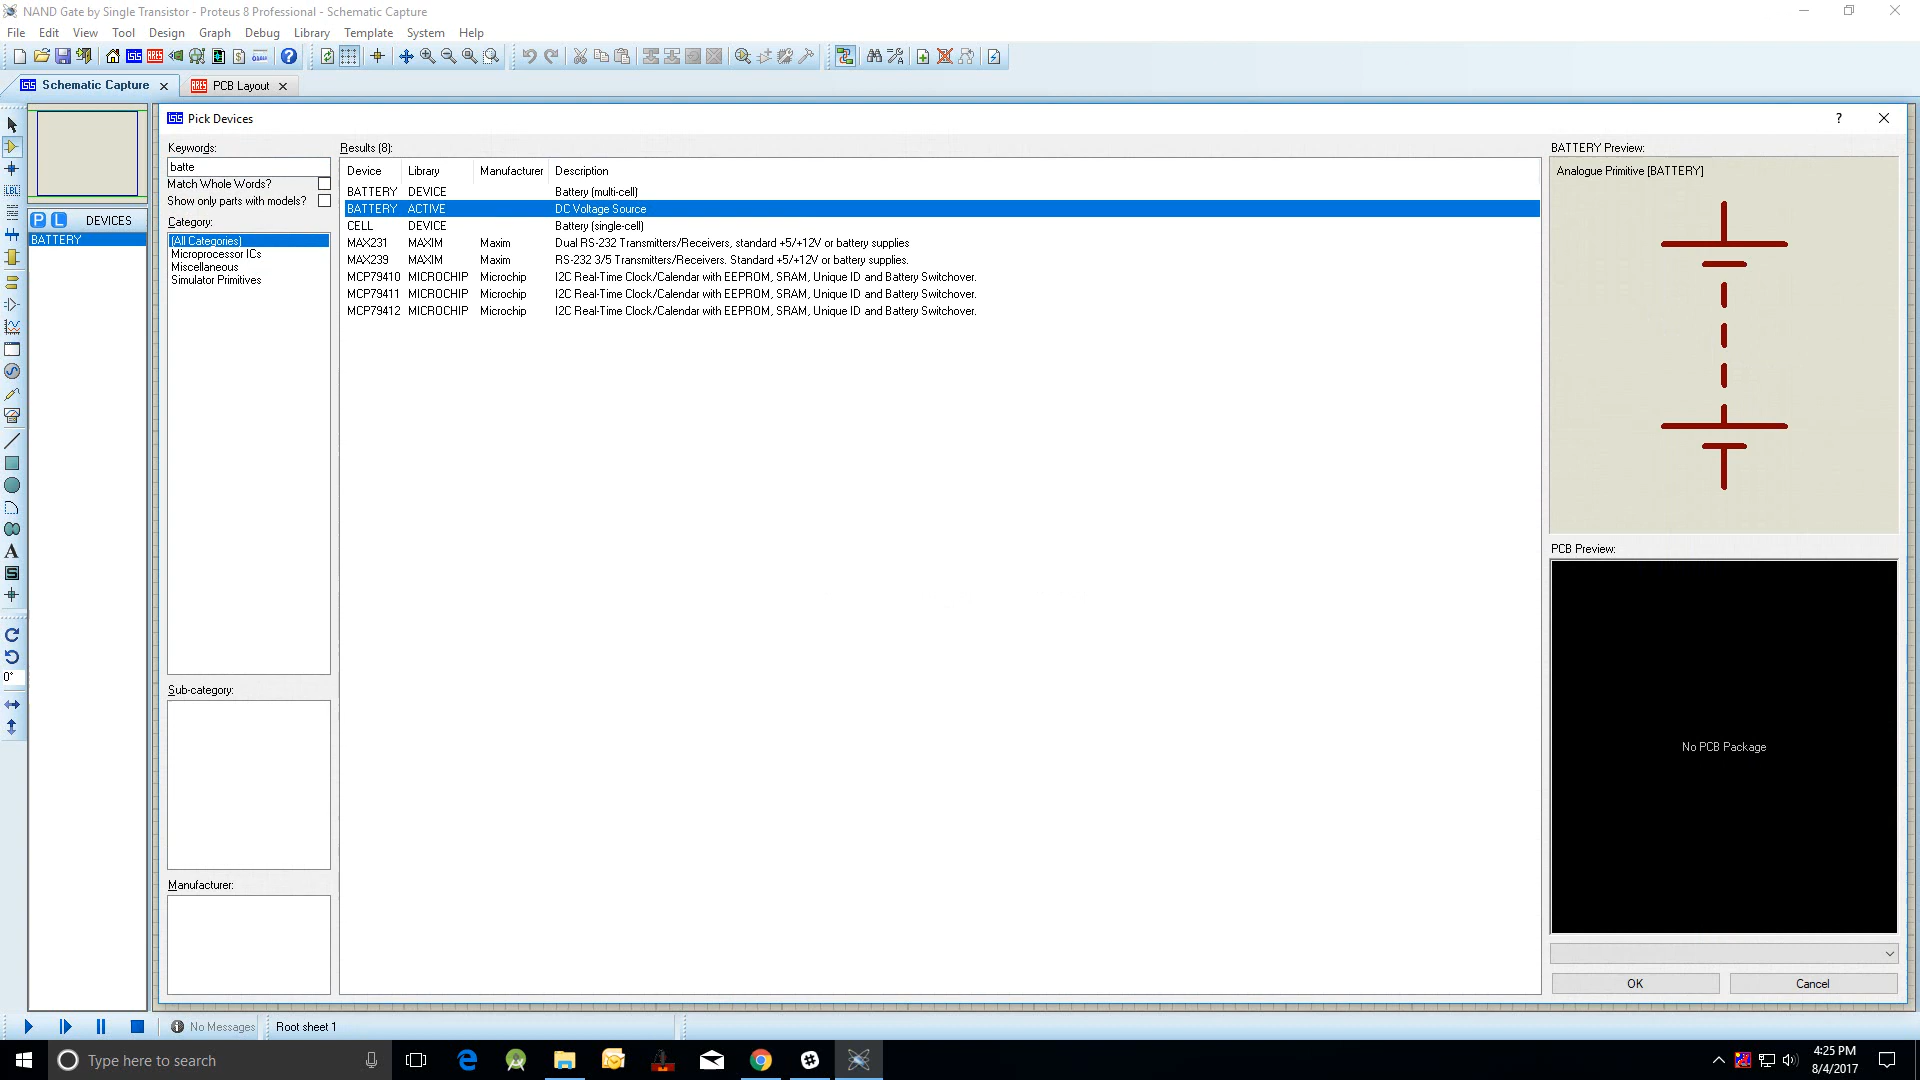 NAND Gate by Single Transistor - Proteus 8 Professional - Schematic Capture
File Edit View Tool Design Graph Debug Library Template System Help
Schematic Capture
PCB Layout
Pick Devices
?
P L DEVICES
BATTERY
Keywords:
batte
Match Whole Words?
Show only parts with models?
Category:
(All Categories)
Microprocessor ICs
Miscellaneous
Simulator Primitives
Sub-category:
Manufacturer:
Results (8):
Device Library Manufacturer Description
BATTERY DEVICE Battery (multi-cell)
BATTERY ACTIVE DC Voltage Source
CELL DEVICE Battery (single-cell)
MAX231 MAXIM Maxim Dual RS-232 Transmitters/Receivers, standard +5/+12V or battery supplies
MAX239 MAXIM Maxim RS-232 3/5 Transmitters/Receivers. Standard +5/+12V or battery supplies.
MCP79410 MICROCHIP Microchip I2C Real-Time Clock/Calendar with EEPROM, SRAM, Unique ID and Battery Switchover.
MCP79411 MICROCHIP Microchip I2C Real-Time Clock/Calendar with EEPROM, SRAM, Unique ID and Battery Switchover.
MCP79412 MICROCHIP Microchip I2C Real-Time Clock/Calendar with EEPROM, SRAM, Unique ID and Battery Switchover.
BATTERY Preview:
Analogue Primitive [BATTERY]
PCB Preview:
No PCB Package
OK Cancel
LBL
A
S
0°
No Messages
Root sheet 1
Type here to search
4:25 PM
8/4/2017